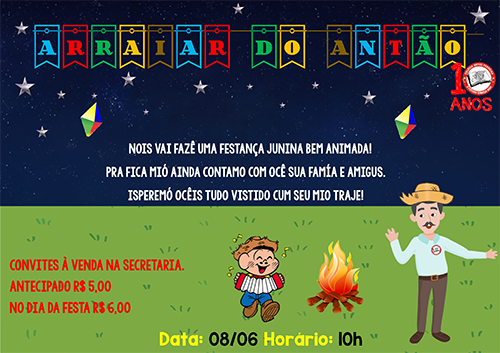 ARRAIAR DO ANTÃO
10
ANOS
NOIS VAI FAZÊ UMA FESTANÇA JUNINA BEM ANIMADA!
PRA FICA MIÓ AINDA CONTAMO COM OCÊ SUA FAMÍA E AMIGUS.
ISPEREMÓ OCÊIS TUDO VISTIDO CUM SEU MIO TRAJE!
CONVITES À VENDA NA SECRETARIA.
ANTECIPADO R$ 5,00
NO DIA DA FESTA R$ 6,00
Data: 08/06 Horário: 10h